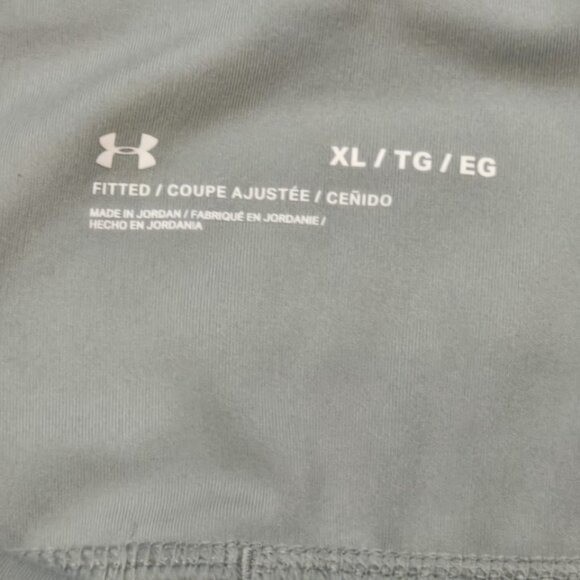 XL / TG / EG
FITTED / COUPE AJUSTÉE / CEÑIDO
MADE IN JORDAN / FABRIQUÉ EN JORDANIE /
HECHO EN JORDANIA